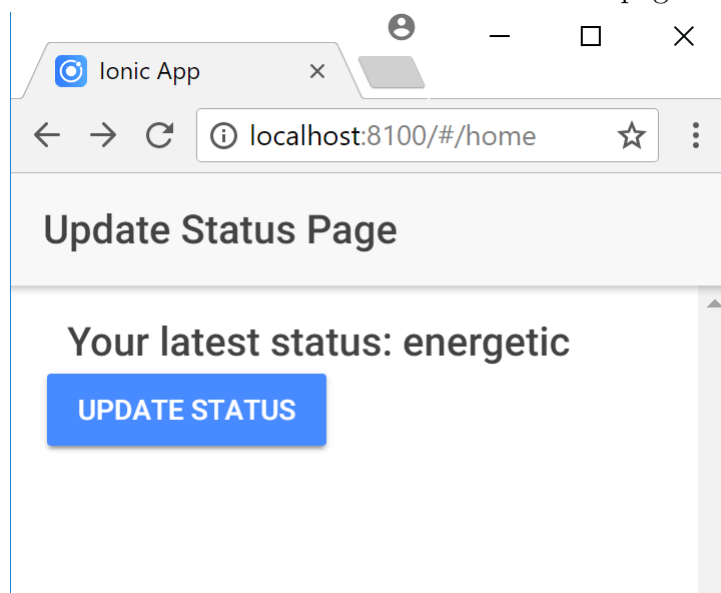 Ionic App
localhost:8100/#/home
Update Status Page
Your latest status: energetic
UPDATE STATUS